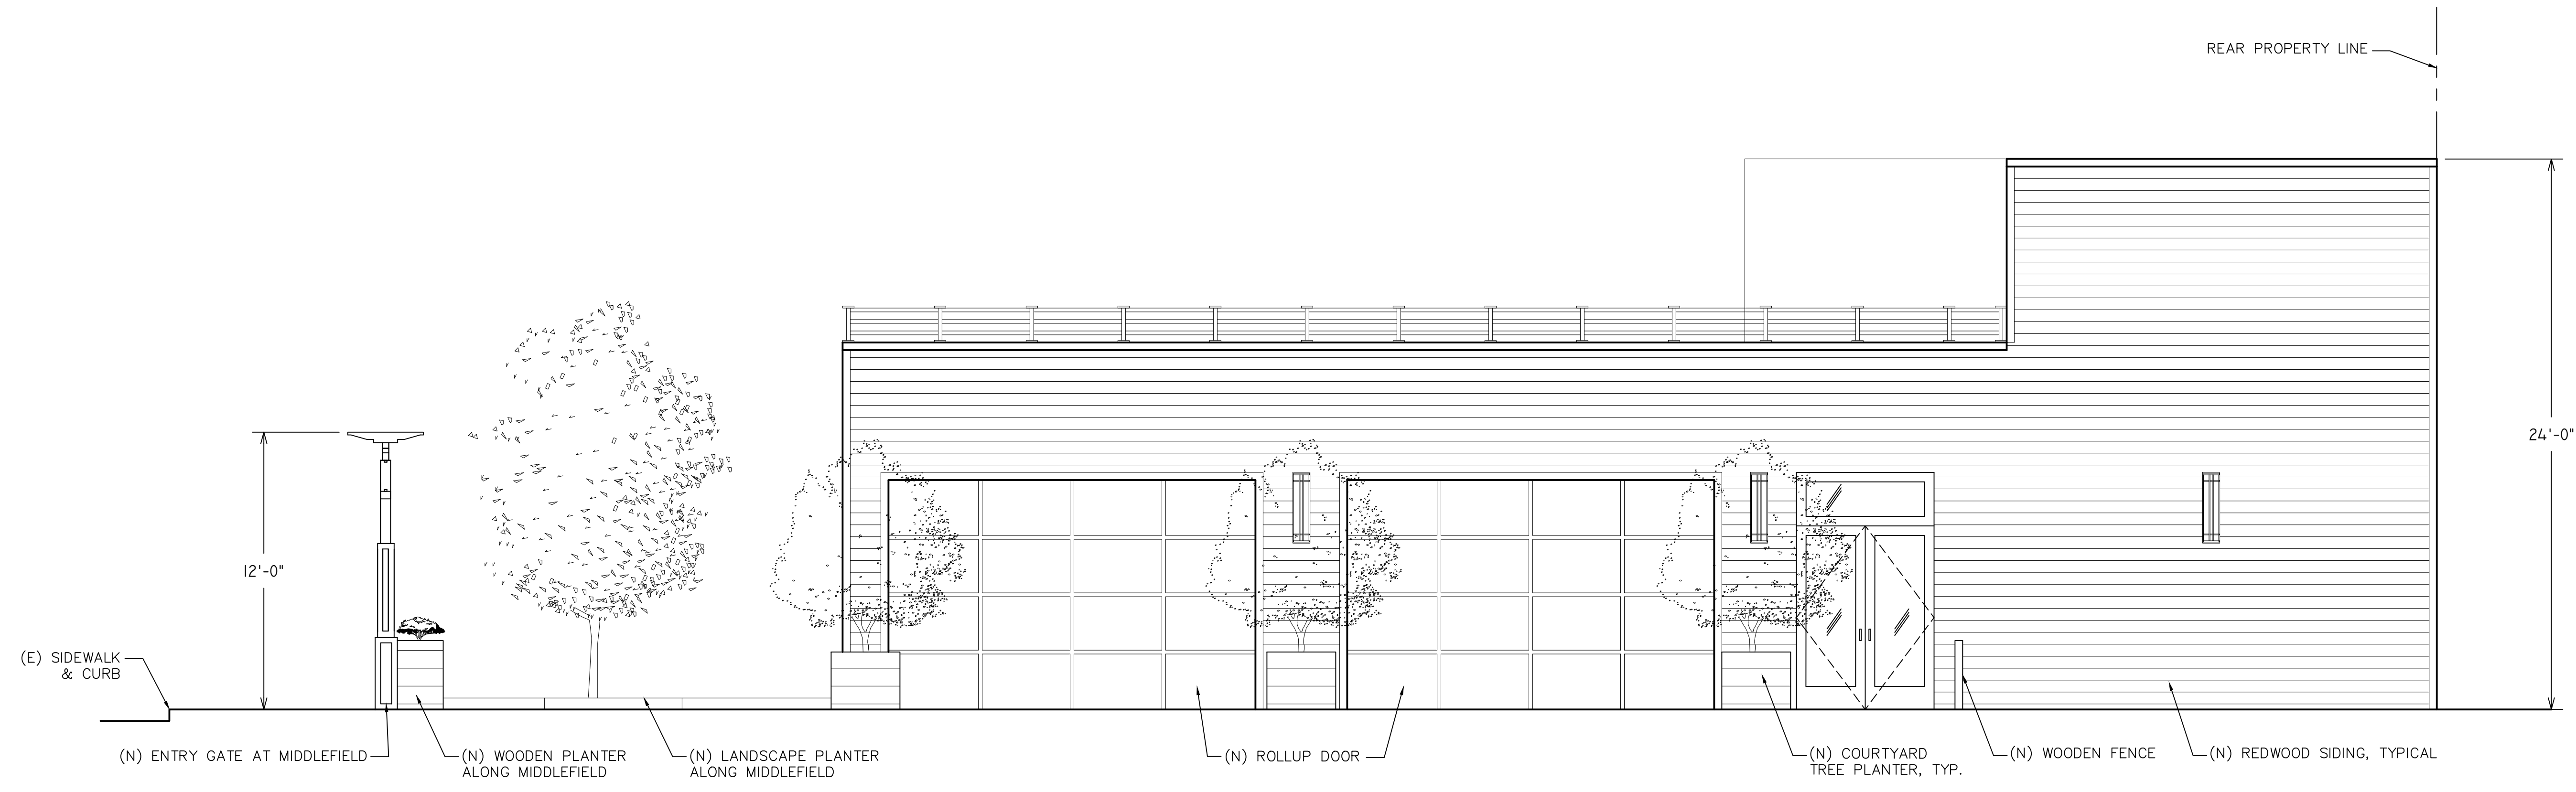 REAR PROPERTY LINE
24'-0"
12'-0"
(E) SIDEWALK
& CURB
(N) ENTRY GATE AT MIDDLEFIELD
(N) WOODEN PLANTER
ALONG MIDDLEFIELD
(N) LANDSCAPE PLANTER
ALONG MIDDLEFIELD
(N) ROLLUP DOOR
(N) COURTYARD
TREE PLANTER, TYP.
(N) WOODEN FENCE
(N) REDWOOD SIDING, TYPICAL